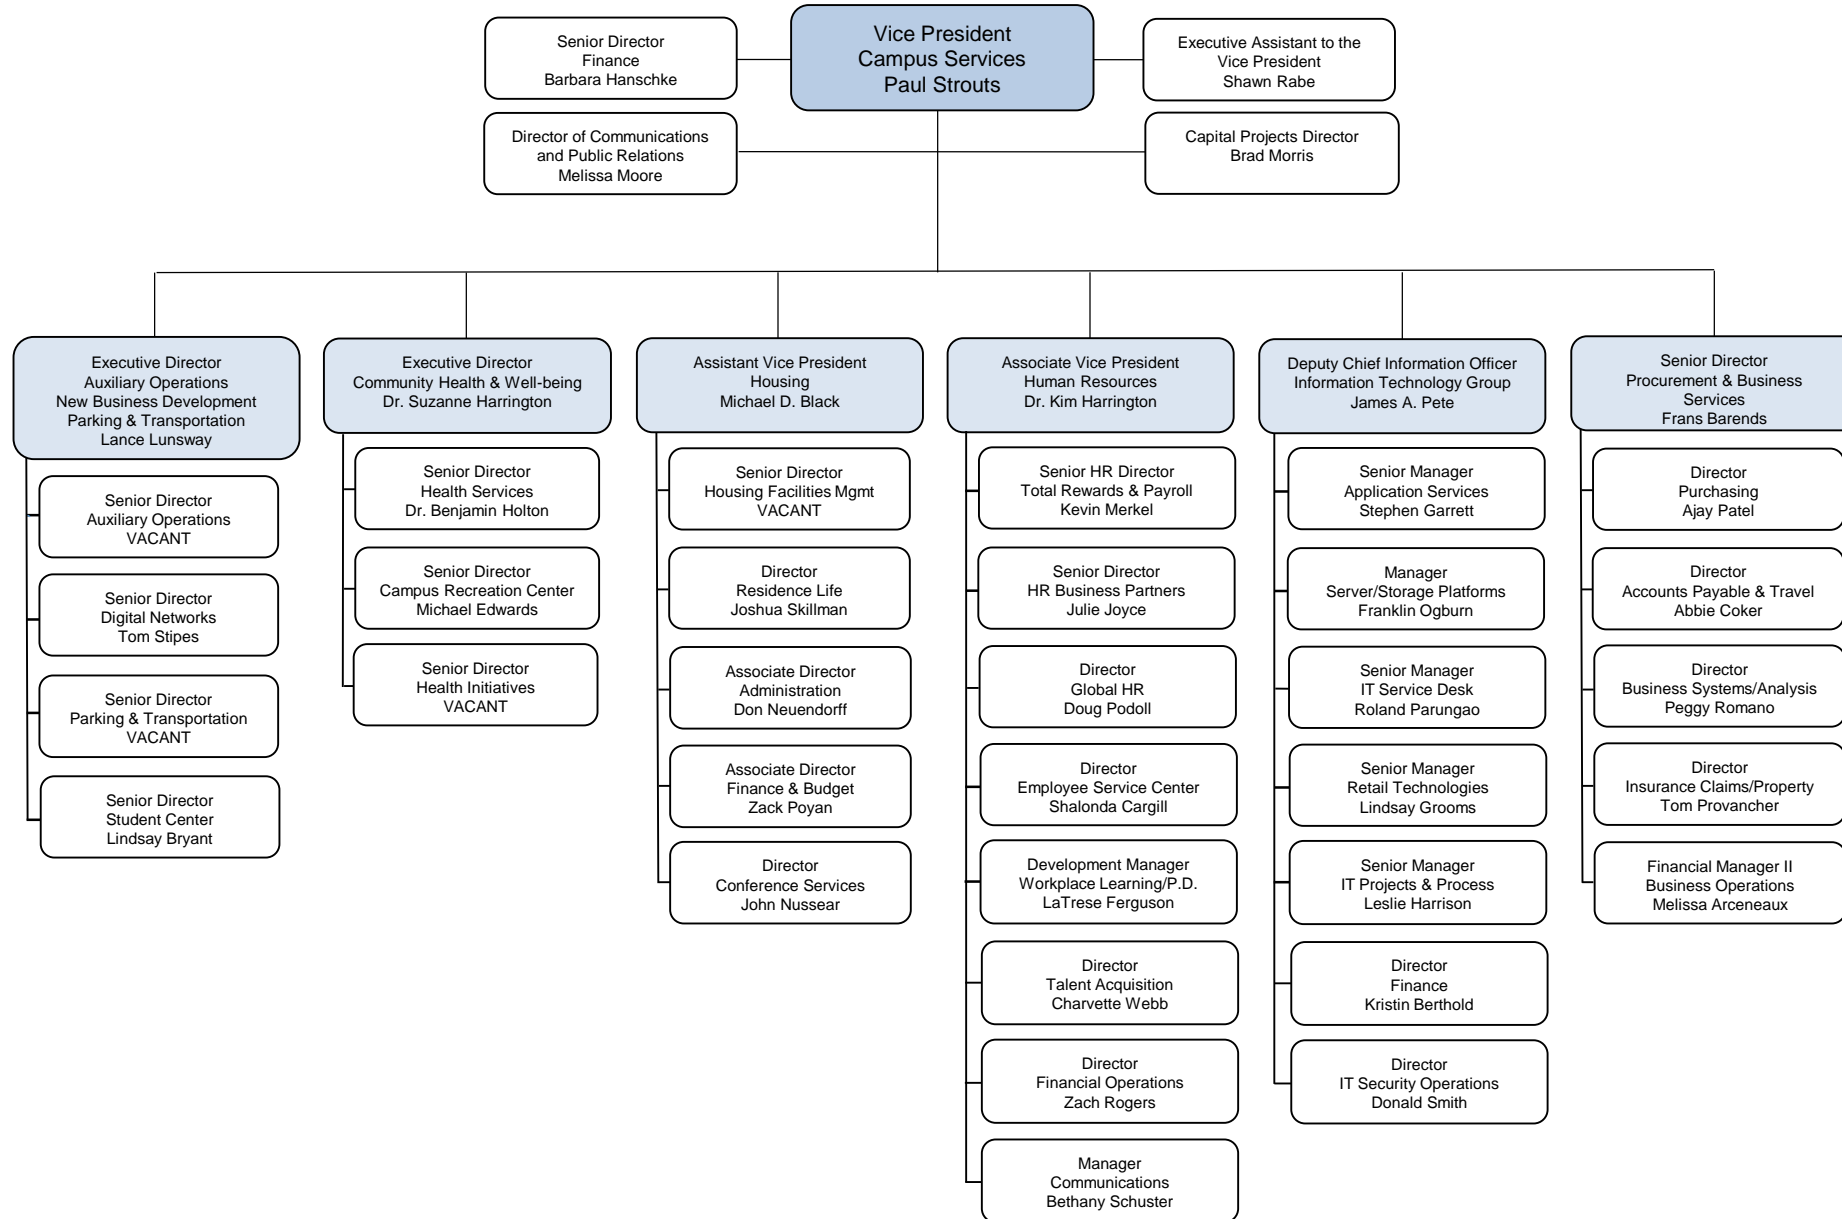 Senior Director
Finance
Barbara Hanschke
Vice President
Campus Services
Paul Strouts
Executive Assistant to the
Vice President
Shawn Rabe
Director of Communications
and Public Relations
Melissa Moore
Capital Projects Director
Brad Morris
Executive Director
Auxiliary Operations
New Business Development
Parking & Transportation
Lance Lunsway
Senior Director
Auxiliary Operations
VACANT
Senior Director
Digital Networks
Tom Stipes
Senior Director
Parking & Transportation
VACANT
Senior Director
Student Center
Lindsay Bryant
Executive Director
Community Health & Well-being
Dr. Suzanne Harrington
Senior Director
Health Services
Dr. Benjamin Holton
Senior Director
Campus Recreation Center
Michael Edwards
Senior Director
Health Initiatives
VACANT
Assistant Vice President
Housing
Michael D. Black
Senior Director
Housing Facilities Mgmt
VACANT
Director
Residence Life
Joshua Skillman
Associate Director
Administration
Don Neuendorff
Associate Director
Finance & Budget
Zack Poyan
Director
Conference Services
John Nussear
Associate Vice President
Human Resources
Dr. Kim Harrington
Senior HR Director
Total Rewards & Payroll
Kevin Merkel
Senior Director
HR Business Partners
Julie Joyce
Director
Global HR
Doug Podoll
Director
Employee Service Center
Shalonda Cargill
Development Manager
Workplace Learning/P.D.
LaTrese Ferguson
Director
Talent Acquisition
Charvette Webb
Director
Financial Operations
Zach Rogers
Manager
Communications
Bethany Schuster
Deputy Chief Information Officer
Information Technology Group
James A. Pete
Senior Manager
Application Services
Stephen Garrett
Manager
Server/Storage Platforms
Franklin Ogburn
Senior Manager
IT Service Desk
Roland Parungao
Senior Manager
Retail Technologies
Lindsay Grooms
Senior Manager
IT Projects & Process
Leslie Harrison
Director
Finance
Kristin Berthold
Director
IT Security Operations
Donald Smith
Senior Director
Procurement & Business
Services
Frans Barends
Director
Purchasing
Ajay Patel
Director
Accounts Payable & Travel
Abbie Coker
Director
Business Systems/Analysis
Peggy Romano
Director
Insurance Claims/Property
Tom Provancher
Financial Manager II
Business Operations
Melissa Arceneaux